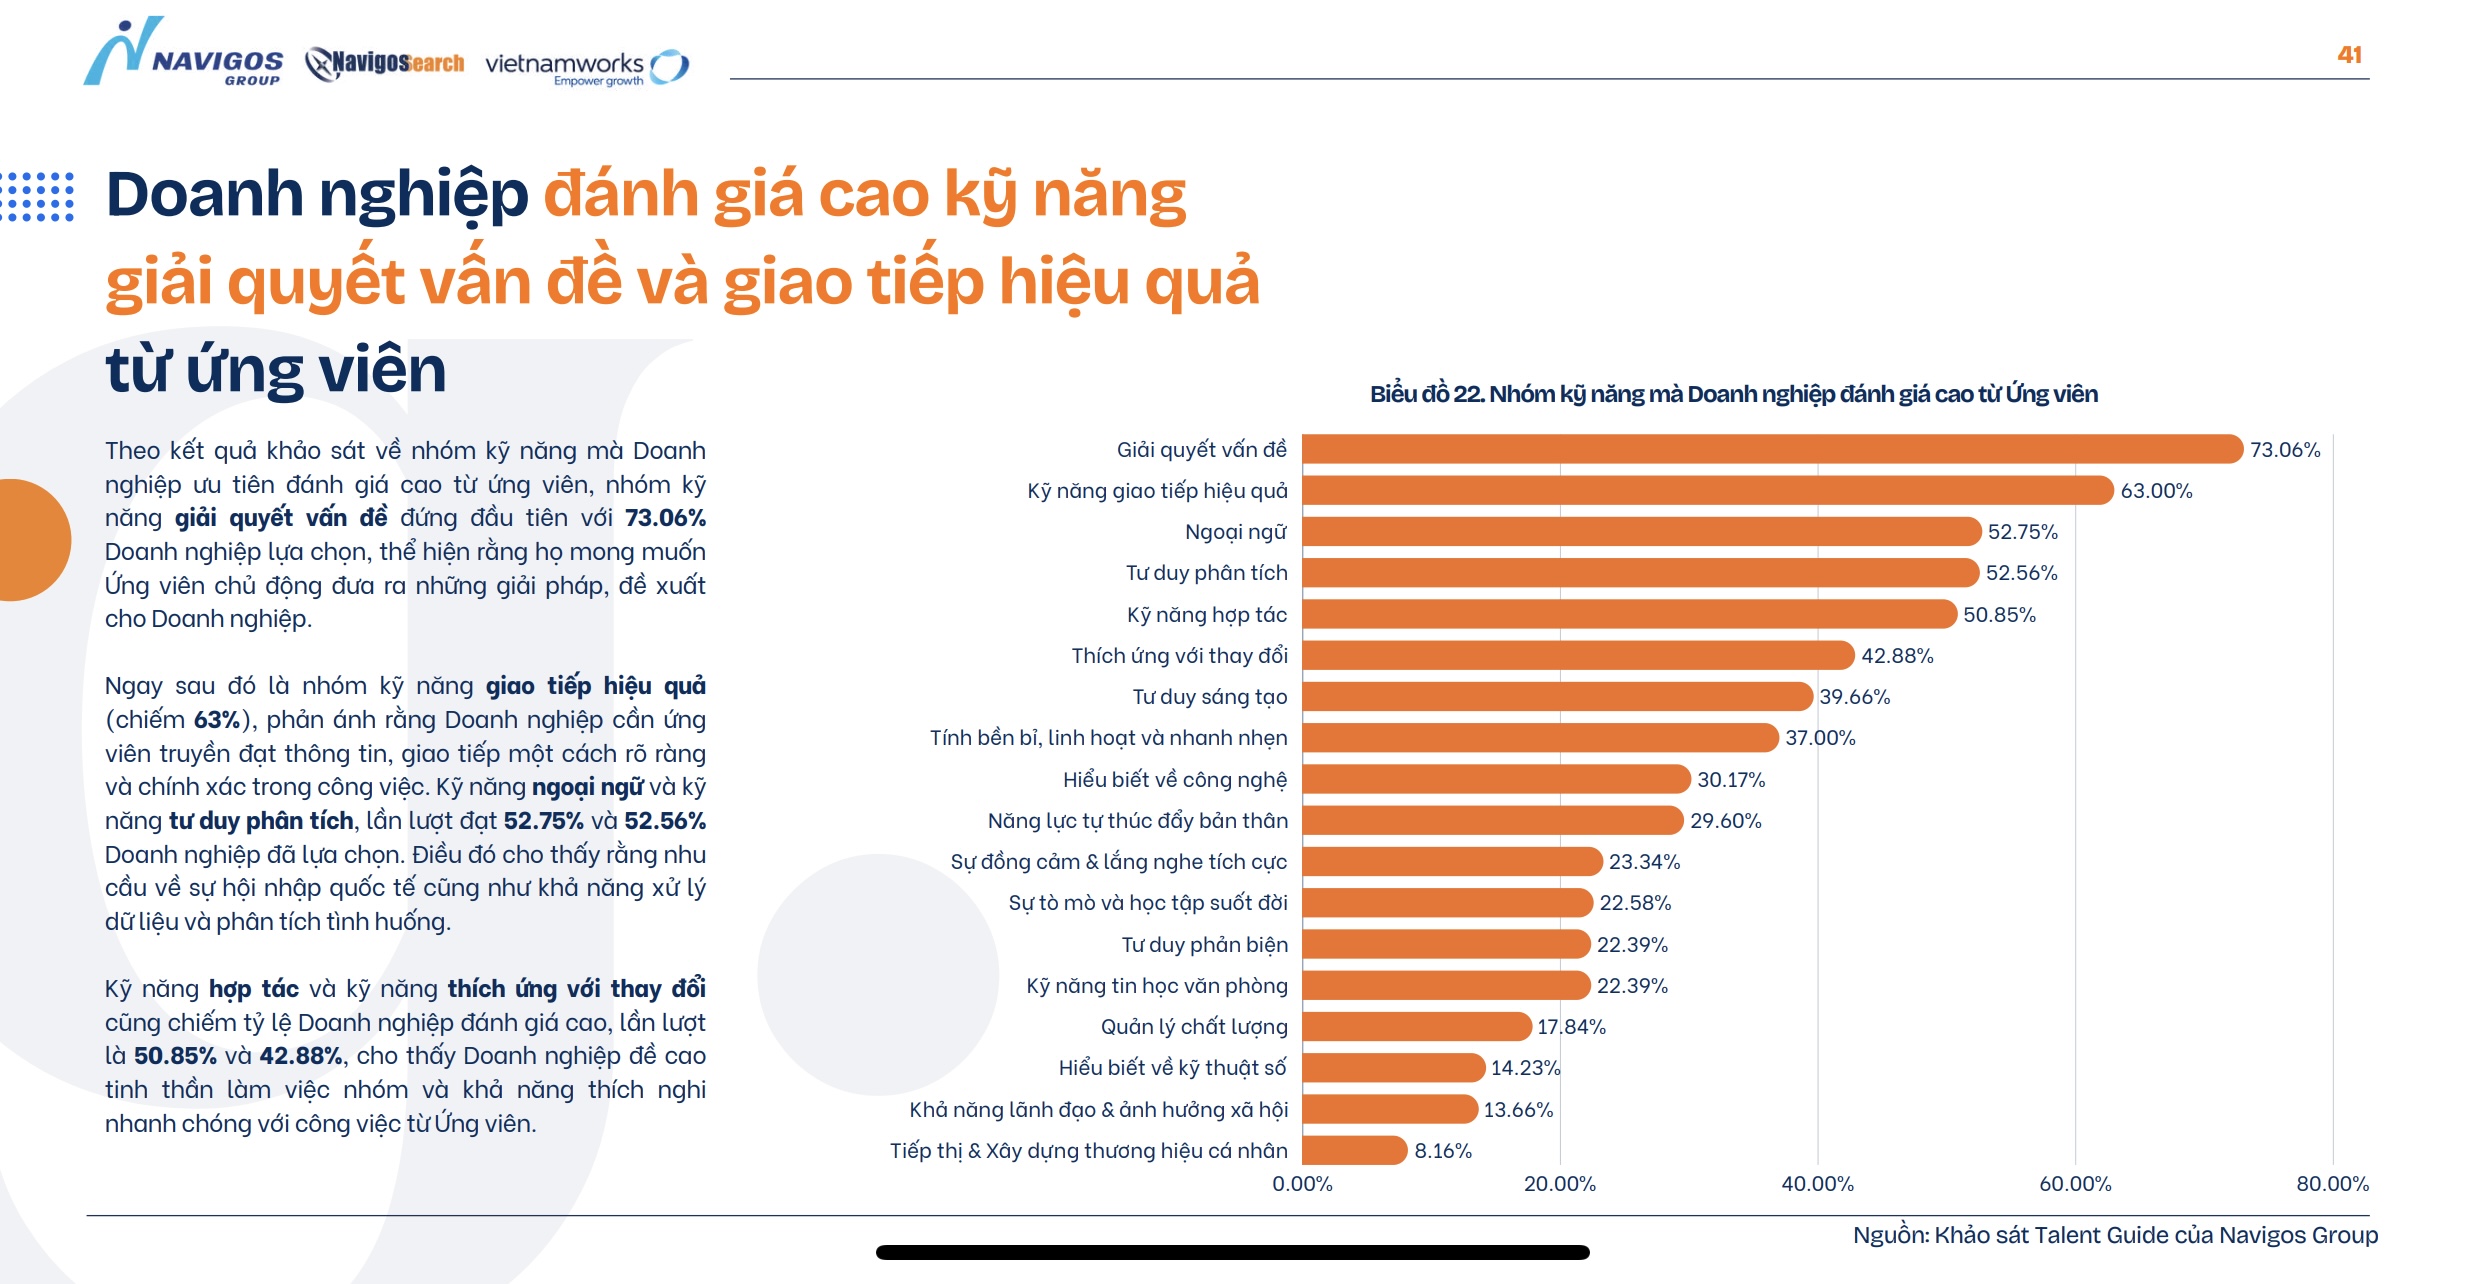 NAVIGOS
GROUP
NavigosSearch
vietnamworks
Empower growth
41
Doanh nghiệp đánh giá cao kỹ năng
giải quyết vấn đề và giao tiếp hiệu quả
từ ứng viên
Theo kết quả khảo sát về nhóm kỹ năng mà Doanh
nghiệp ưu tiên đánh giá cao từ ứng viên, nhóm kỹ
năng giải quyết vấn đề đứng đầu tiên với 73.06%
Doanh nghiệp lựa chọn, thể hiện rằng họ mong muốn
Ứng viên chủ động đưa ra những giải pháp, đề xuất
cho Doanh nghiệp.
Ngay sau đó là nhóm kỹ năng giao tiếp hiệu quả
(chiếm 63%), phản ánh rằng Doanh nghiệp cần ứng
viên truyền đạt thông tin, giao tiếp một cách rõ ràng
và chính xác trong công việc. Kỹ năng ngoại ngữ và kỹ
năng tư duy phân tích, lần lượt đạt 52.75% và 52.56%
Doanh nghiệp đã lựa chọn. Điều đó cho thấy rằng nhu
cầu về sự hội nhập quốc tế cũng như khả năng xử lý
dữ liệu và phân tích tình huống.
Kỹ năng hợp tác và kỹ năng thích ứng với thay đổi
cũng chiếm tỷ lệ Doanh nghiệp đánh giá cao, lần lượt
là 50.85% và 42.88%, cho thấy Doanh nghiệp đề cao
tinh thần làm việc nhóm và khả năng thích nghi
nhanh chóng với công việc từ Ứng viên.
Biểu đồ 22. Nhóm kỹ năng mà Doanh nghiệp đánh giá cao từ Ứng viên
Giải quyết vấn đề 73.06%
Kỹ năng giao tiếp hiệu quả 63.00%
Ngoại ngữ 52.75%
Tư duy phân tích 52.56%
Kỹ năng hợp tác 50.85%
Thích ứng với thay đổi 42.88%
Tư duy sáng tạo 39.66%
Tính bền bỉ, linh hoạt và nhanh nhẹn 37.00%
Hiểu biết về công nghệ 30.17%
Năng lực tự thúc đẩy bản thân 29.60%
Sự đồng cảm & lắng nghe tích cực 23.34%
Sự tò mò và học tập suốt đời 22.58%
Tư duy phản biện 22.39%
Kỹ năng tin học văn phòng 22.39%
Quản lý chất lượng 17.84%
Hiểu biết về kỹ thuật số 14.23%
Khả năng lãnh đạo & ảnh hưởng xã hội 13.66%
Tiếp thị & Xây dựng thương hiệu cá nhân 8.16%
0.00% 20.00% 40.00% 60.00% 80.00%
Nguồn: Khảo sát Talent Guide của Navigos Group